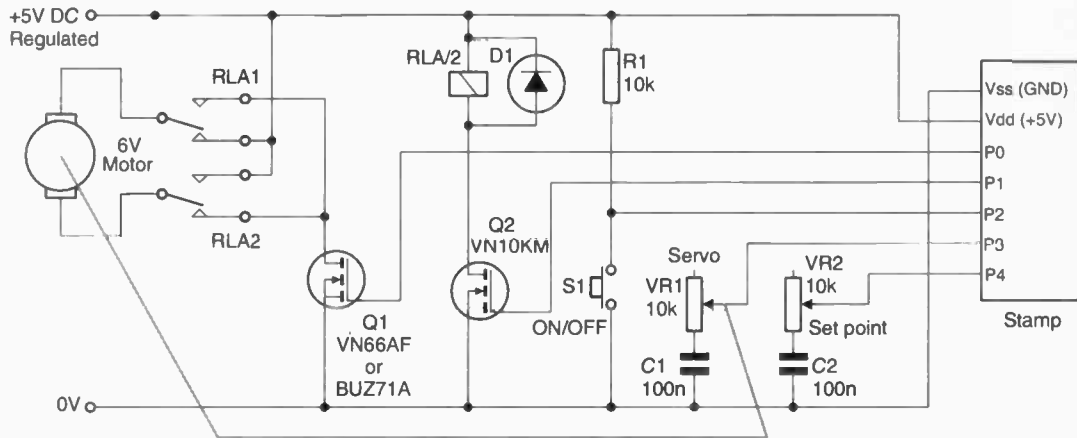 +5V DC
Regulated
RLA1
6V
Motor
RLA2
RLA/2
D1
R1
10k
Vss (GND)
Vdd (+5V)
P0
P1
P2
P3
P4
Stamp
Q2
VN10KM
Q1
VN66AF
or
BUZ71A
S1
ON/OFF
Servo
VR1
10k
VR2
10k
Set point
C1
100n
C2
100n
0V